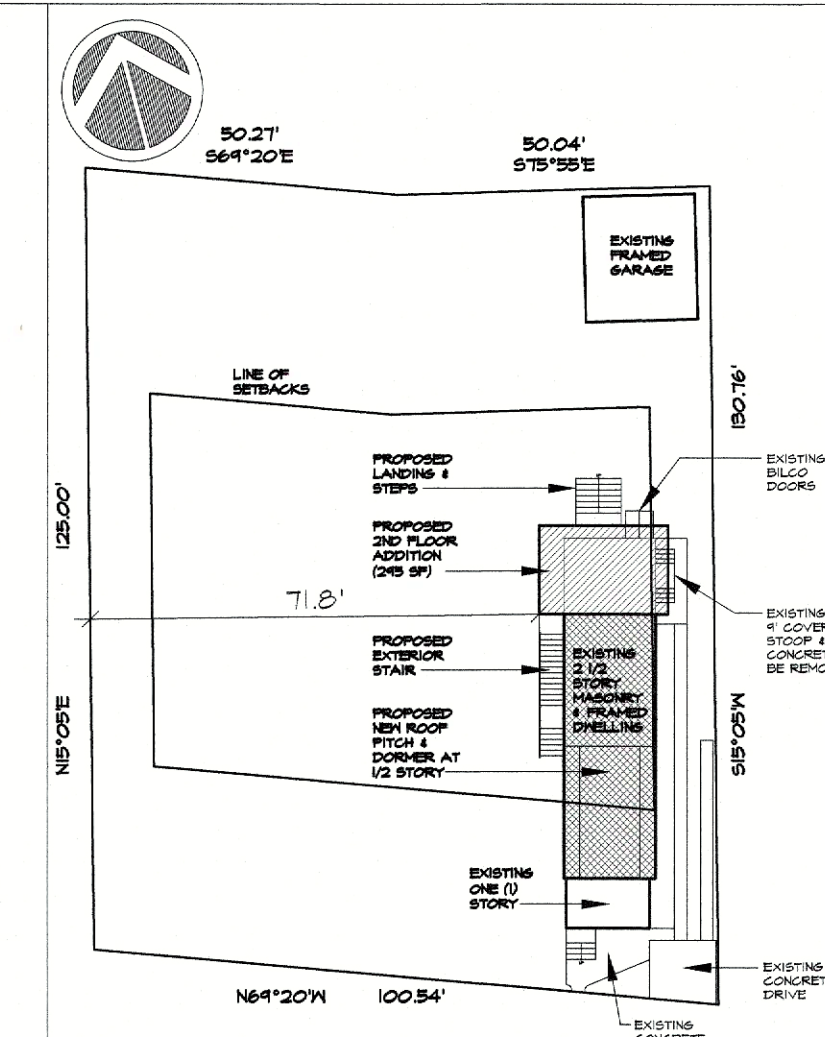 50.27'
S69°20'E
50.04'
S75°55'E
EXISTING
FRAMED
GARAGE
LINE OF
SETBACKS
130.76'
PROPOSED
LANDING &
STEPS
EXISTING
BILCO
DOORS
125.00'
PROPOSED
2ND FLOOR
ADDITION
(295 SF)
71.8'
EXISTING
9' COVER
STOOP &
CONCRET
BE REMO
PROPOSED
EXTERIOR
STAIR
EXISTING
2 1/2
STORY
MASONRY
& FRAMED
DWELLING
N15°05'E
S15°05'W
PROPOSED
NEW ROOF
PITCH &
DORMER AT
1/2 STORY
EXISTING
ONE (1)
STORY
EXISTING
CONCRET
DRIVE
N69°20'W 100.54'
EXISTING
CONCRETE